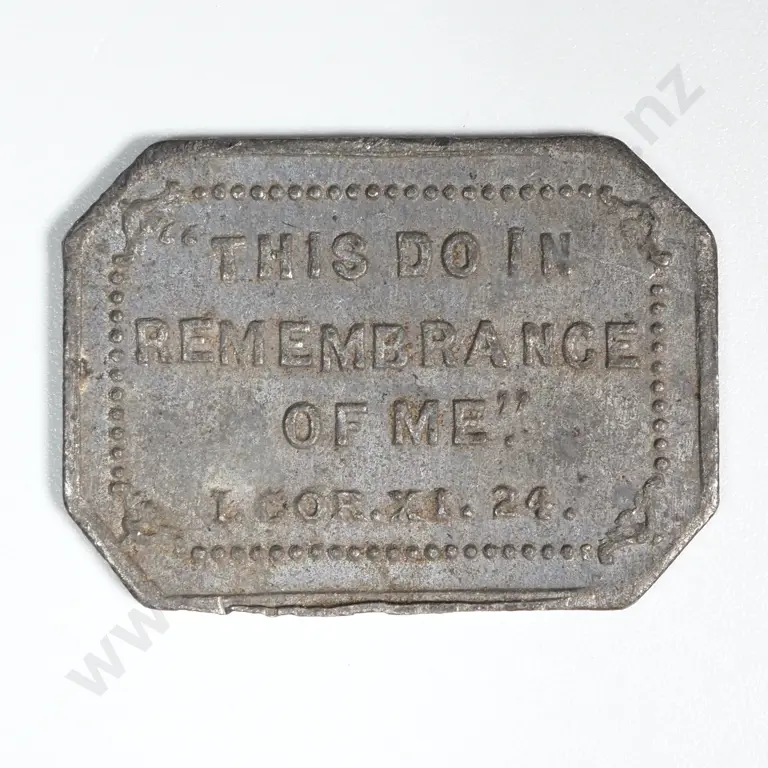 “THIS DO IN
REMEMBRANCE
OF ME”.
I. COR. XI. 24.